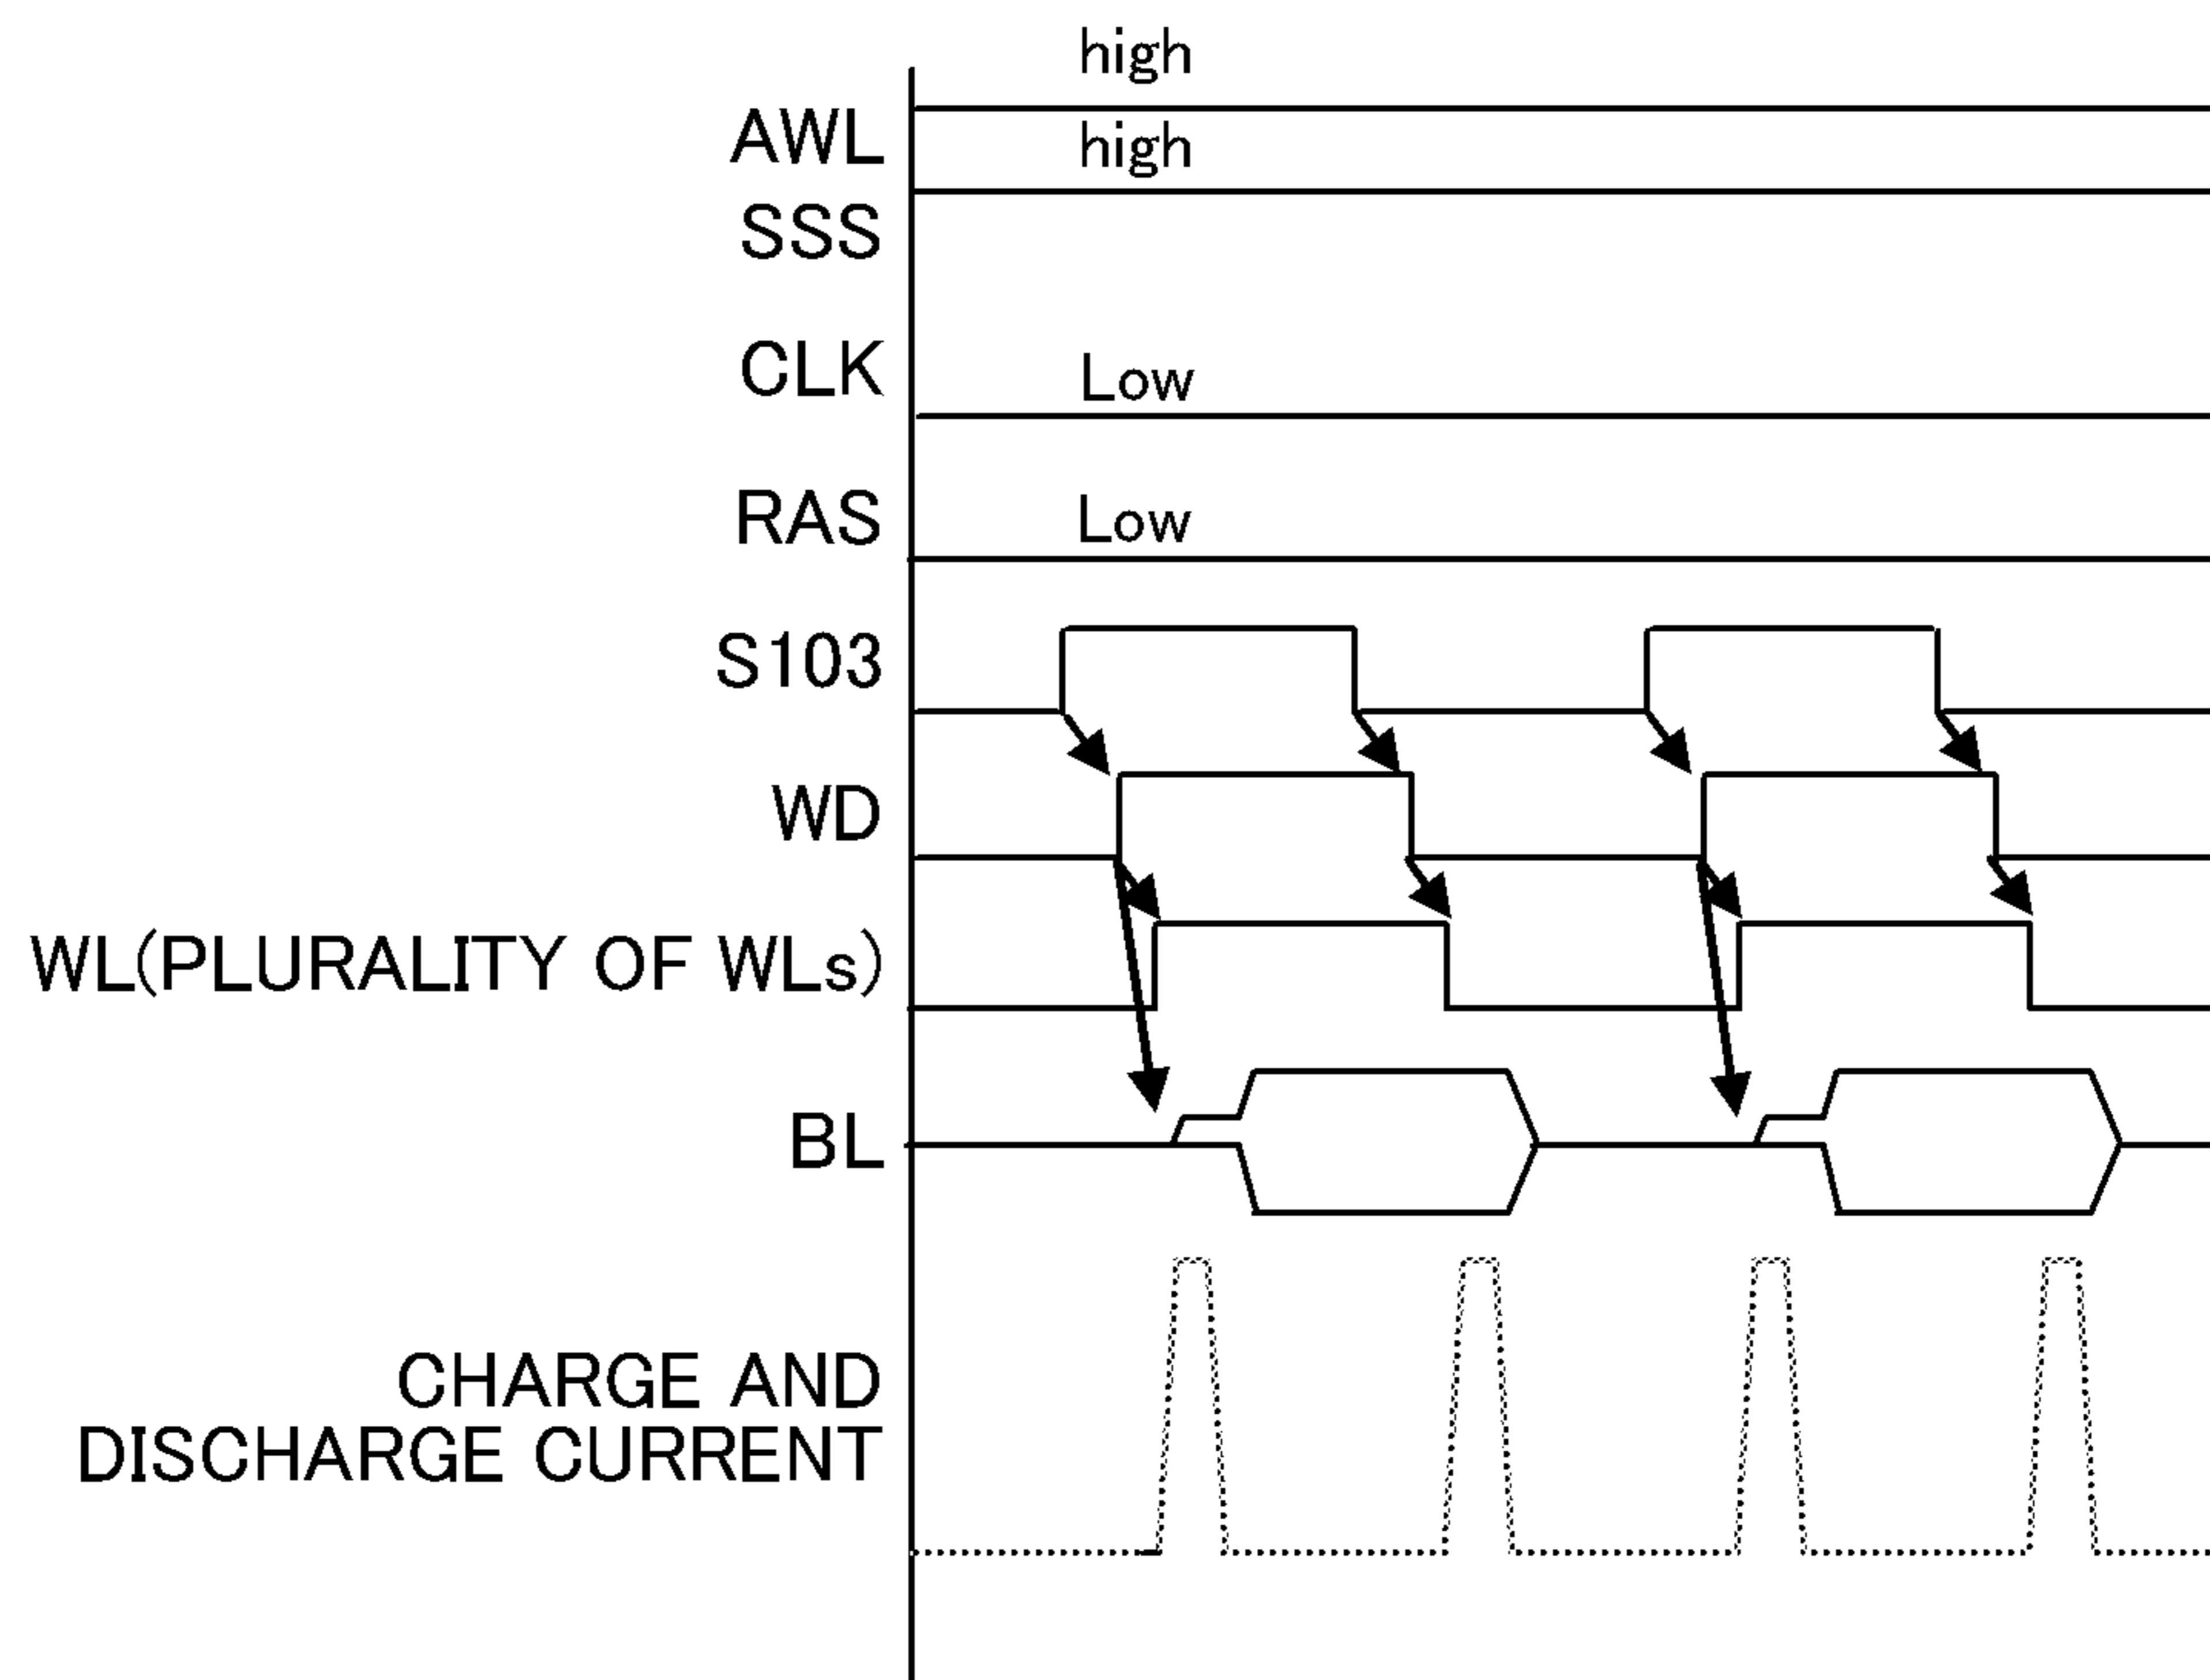 high
AWL
high
SSS
CLK
Low
RAS
Low
S103
WD
WL(PLURALITY OF WLs)
BL
CHARGE AND
DISCHARGE CURRENT